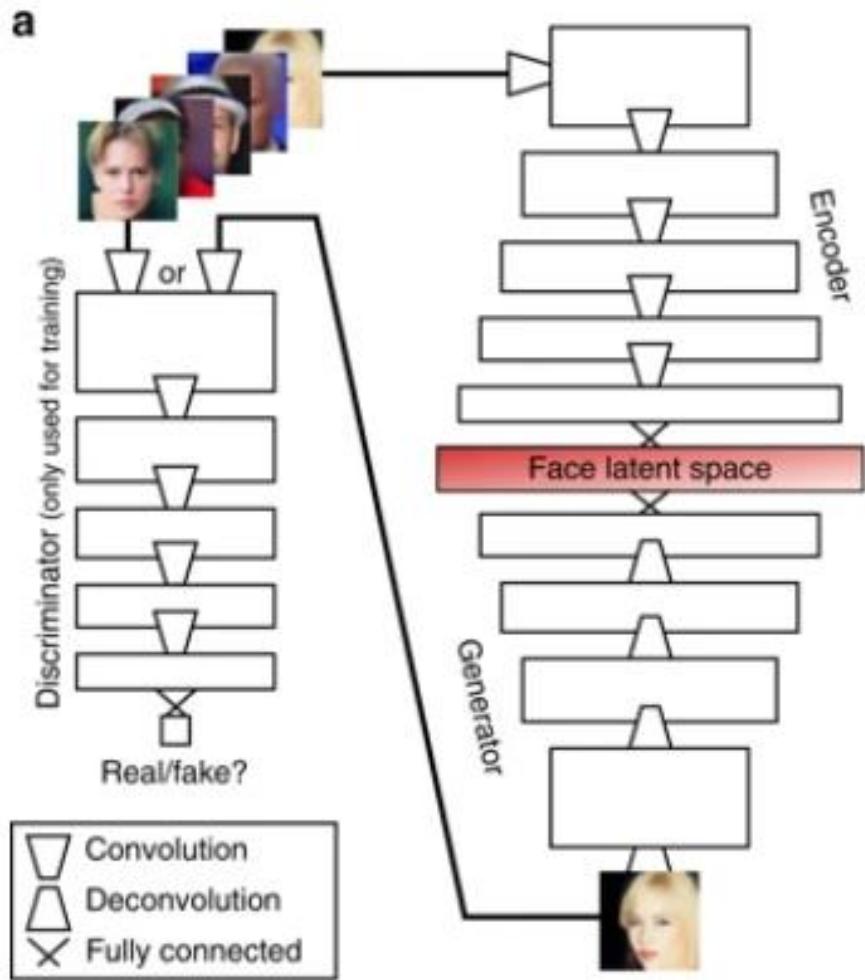 a
or
Encoder
Discriminator (only used for training)
Face latent space
Generator
Real/fake?
Convolution
Deconvolution
Fully connected